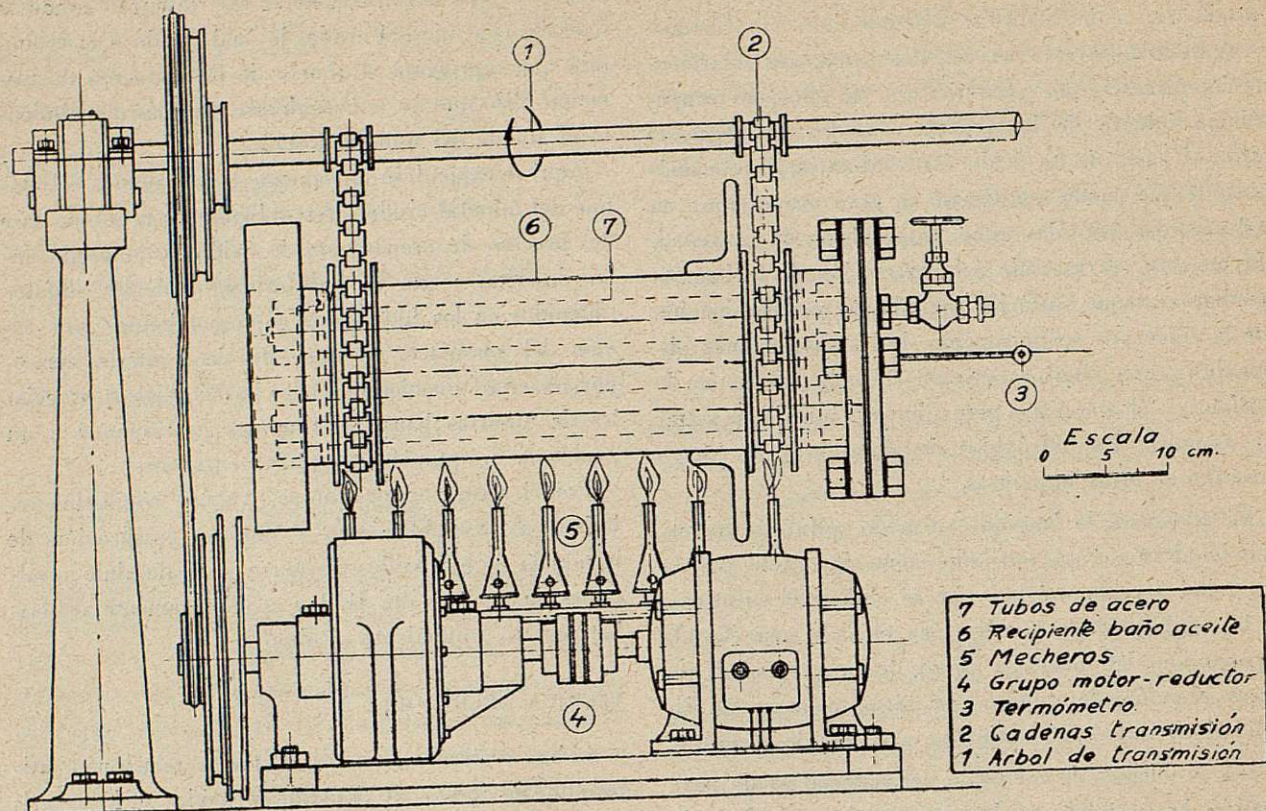 1
2
6
7
3
Escala
0 5 10 cm.
5
4
7 Tubos de acero
6 Recipiente baño aceite
5 Mecheros
4 Grupo motor-reductor
3 Termómetro
2 Cadenas transmisión
1 Arbol de transmisión